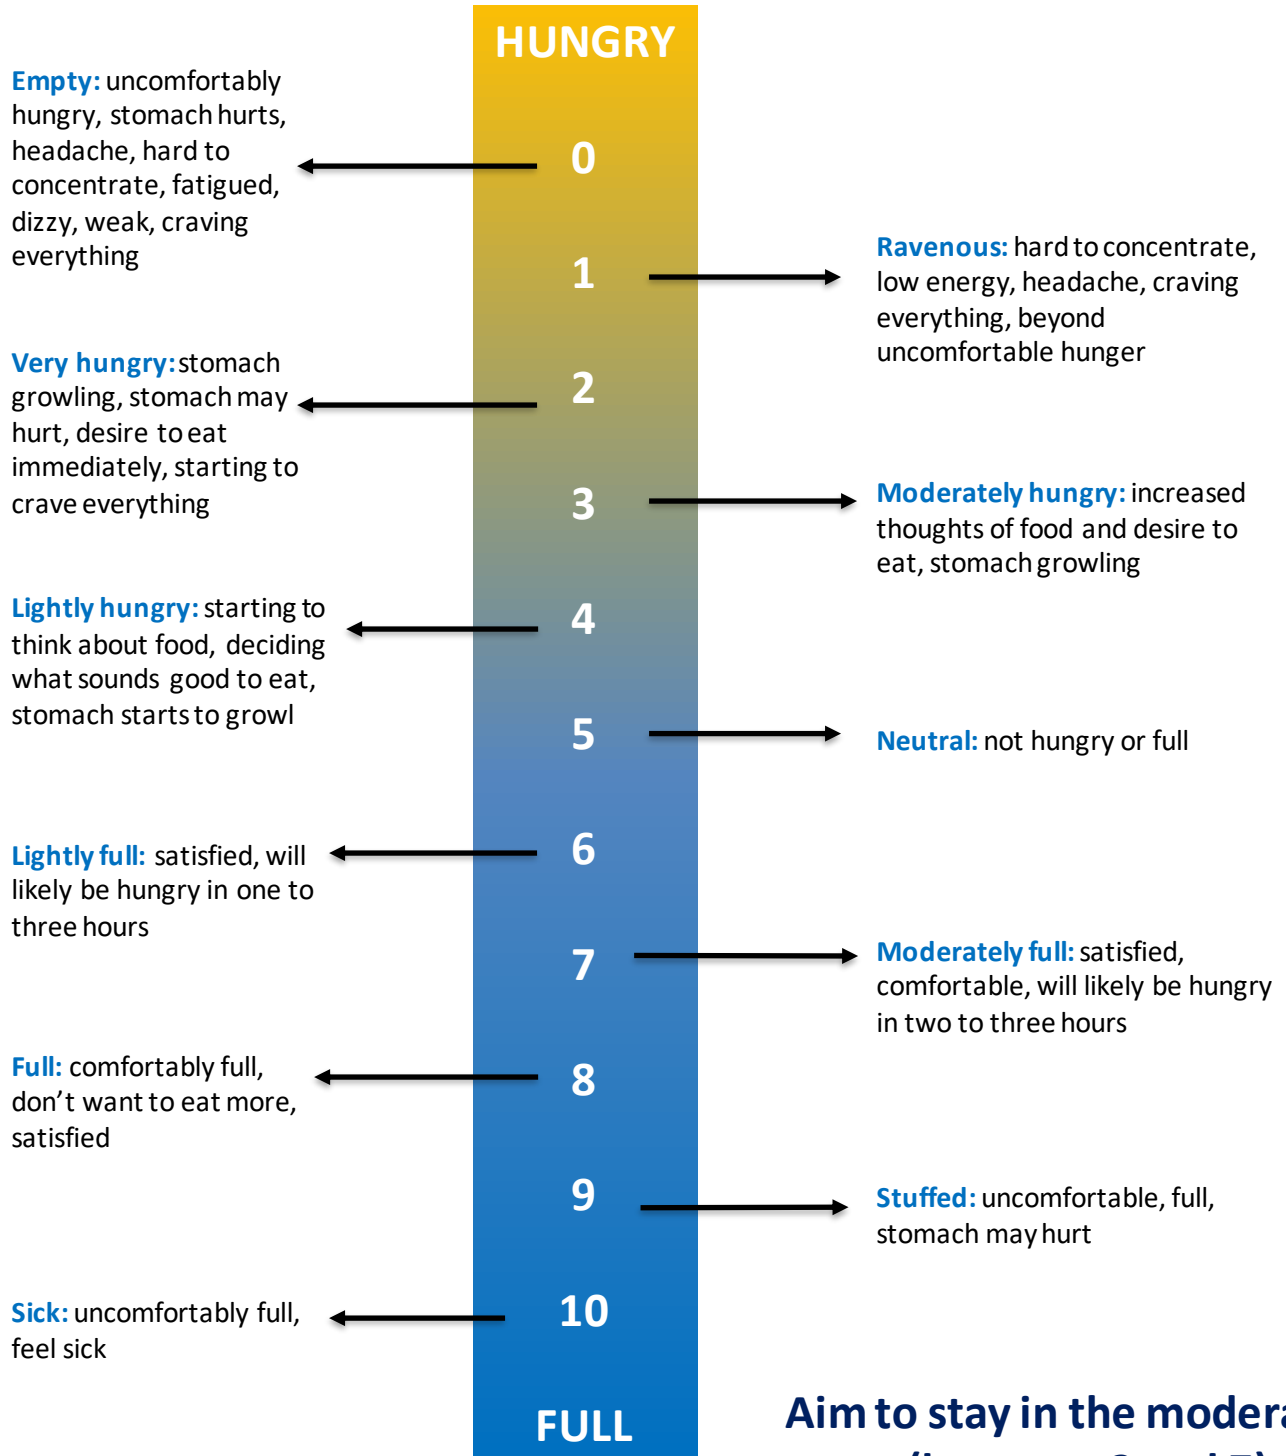 HUNGRY
Empty: uncomfortably
hungry, stomach hurts,
headache, hard to
concentrate, fatigued,
dizzy, weak, craving
everything
0
1
Ravenous: hard to concentrate,
low energy, headache, craving
everything, beyond
uncomfortable hunger
Very hungry: stomach
growling, stomach may
hurt, desire to eat
immediately, starting to
crave everything
2
3
Moderately hungry: increased
thoughts of food and desire to
eat, stomach growling
Lightly hungry: starting to
think about food, deciding
what sounds good to eat,
stomach starts to growl
4
5
Neutral: not hungry or full
Lightly full: satisfied, will
likely be hungry in one to
three hours
6
7
Moderately full: satisfied,
comfortable, will likely be hungry
in two to three hours
Full: comfortably full,
don’t want to eat more,
satisfied
8
9
Stuffed: uncomfortable, full,
stomach may hurt
Sick: uncomfortably full,
feel sick
10
FULL
Aim to stay in the